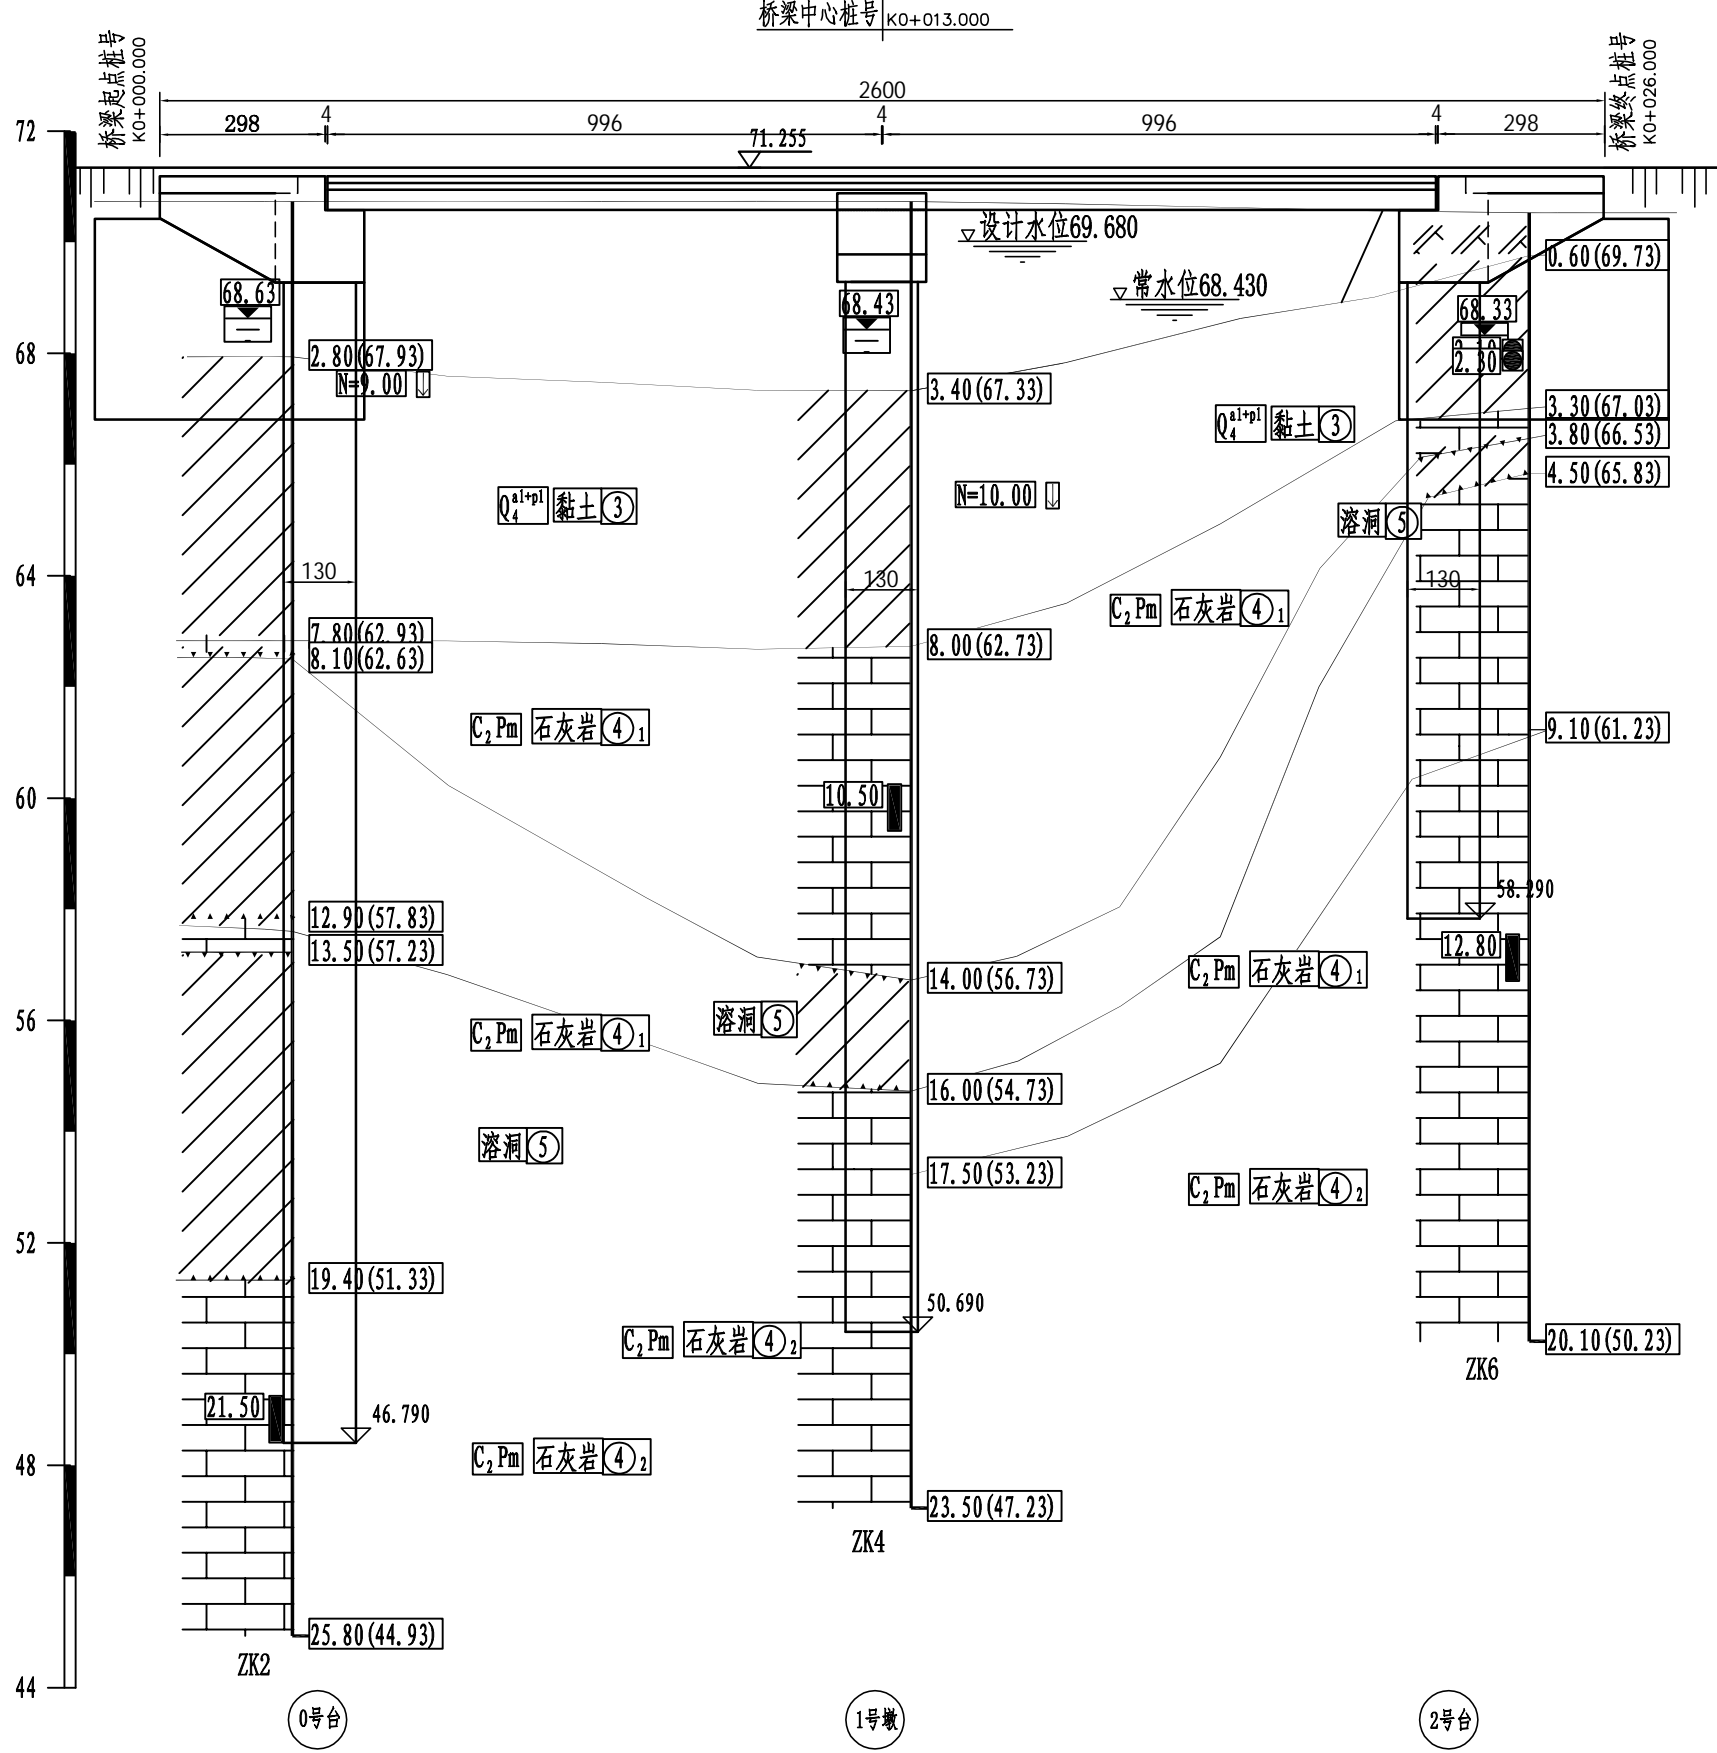 桥梁中心桩号 K0+013.000
桥梁起点桩号
K0+000.000
桥梁终点桩号
K0+026.000
2600
298 4 996 4 996 4 298
71.255
72
68
64
60
56
52
48
44
设计水位69.680
常水位68.430
68.63
68.43
68.33
2.30
0.60(69.73)
2.80(67.93)
N=9.00
3.40(67.33)
3.30(67.03)
3.80(66.53)
4.50(65.83)
Q4al+pl 黏土 ③
Q4al+pl 黏土 ③
N=10.00
溶洞 ⑤
130
130
130
C2Pm 石灰岩 ④1
7.80(62.93)
8.10(62.63)
8.00(62.73)
C2Pm 石灰岩 ④1
9.10(61.23)
10.50
58.290
12.90(57.83)
13.50(57.23)
12.80
14.00(56.73)
C2Pm 石灰岩 ④1
溶洞 ⑤
C2Pm 石灰岩 ④1
16.00(54.73)
溶洞 ⑤
17.50(53.23)
C2Pm 石灰岩 ④2
19.40(51.33)
50.690
C2Pm 石灰岩 ④2
20.10(50.23)
ZK6
21.50
46.790
C2Pm 石灰岩 ④2
23.50(47.23)
ZK4
25.80(44.93)
ZK2
0号台
1号墩
2号台